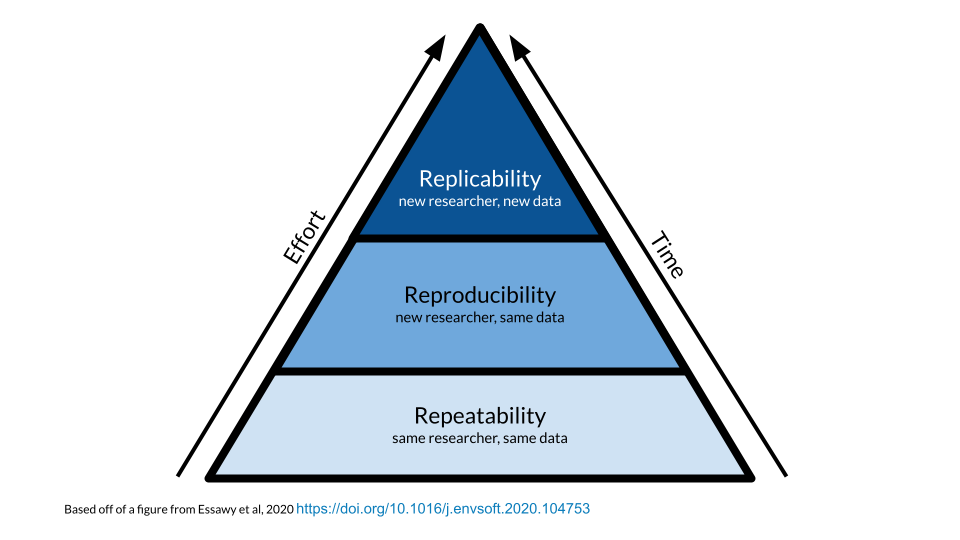 Replicability
new researcher, new data
Effort
Time
Reproducibility
new researcher, same data
Repeatability
same researcher, same data
Based off of a figure from Essawy et al, 2020 https://doi.org/10.1016/j.envsoft.2020.104753